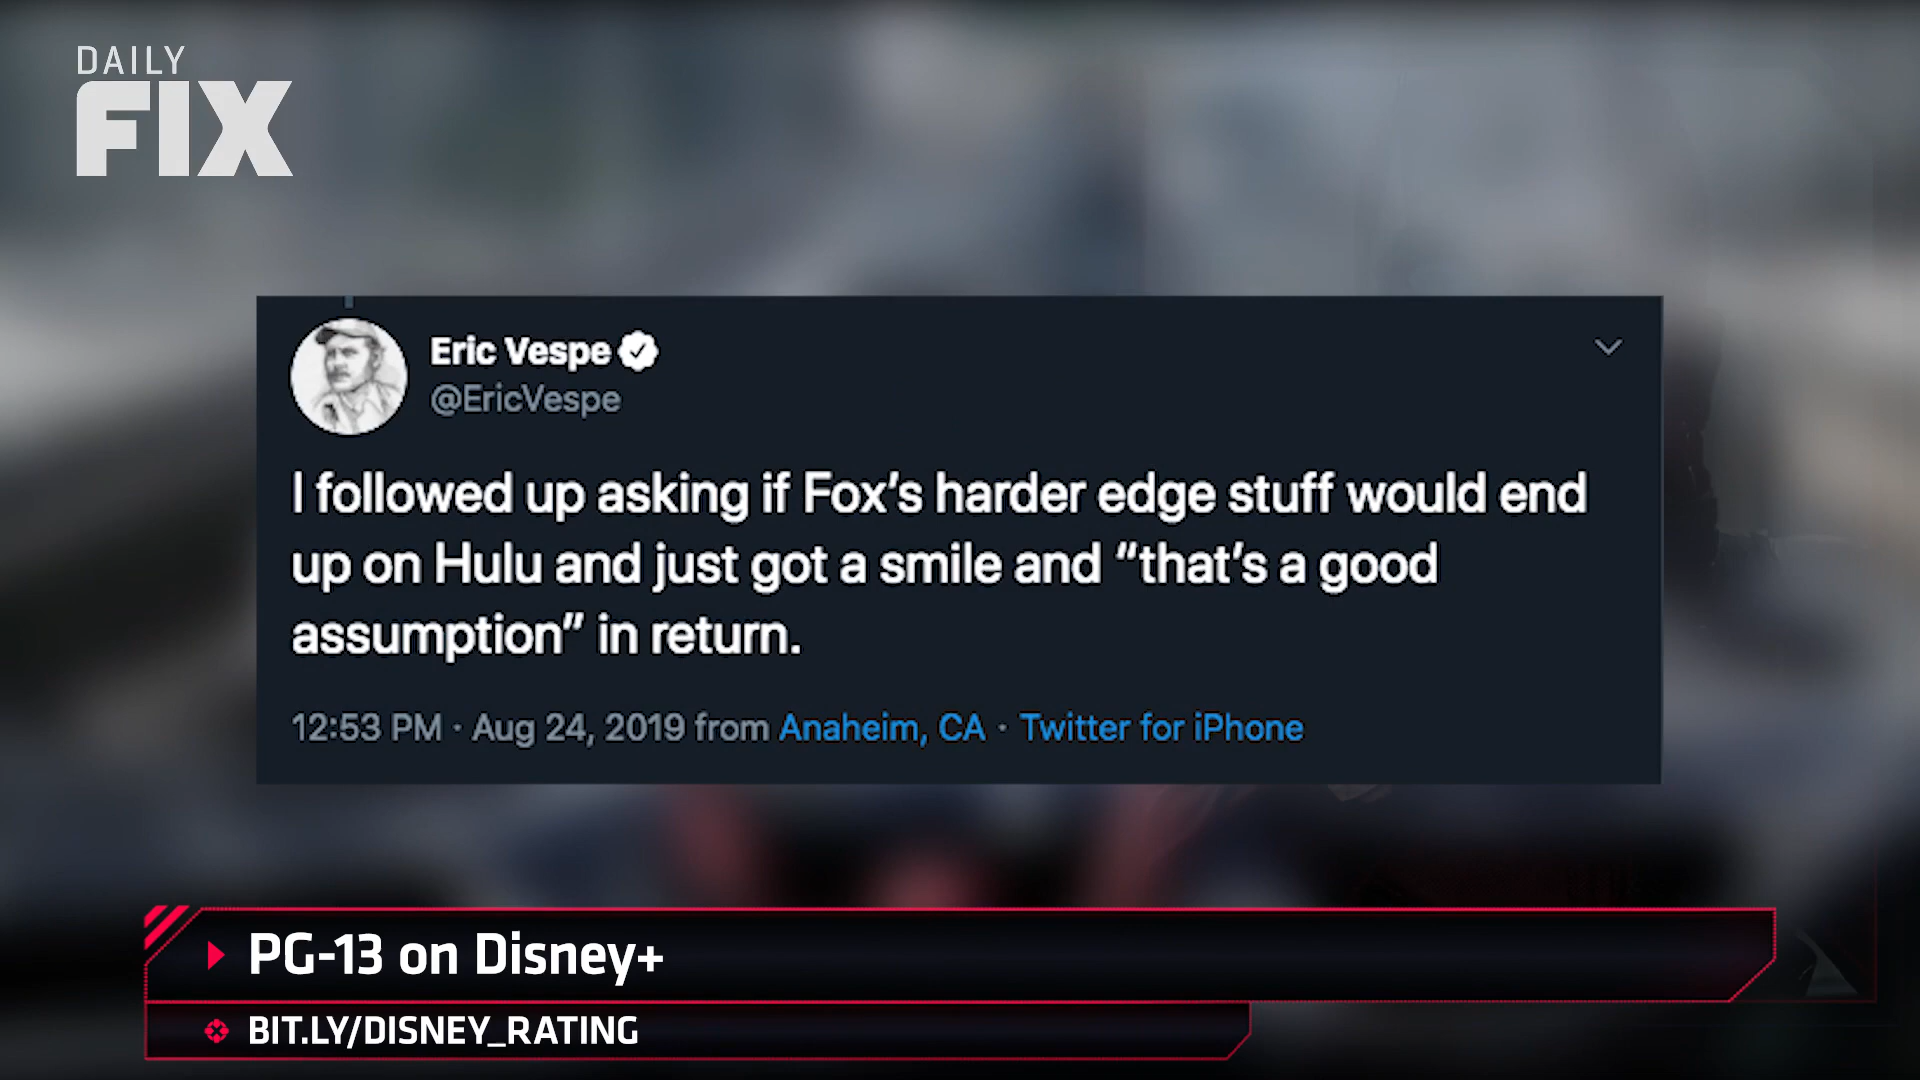 DAILY
FIX
Eric Vespe
@EricVespe
I followed up asking if Fox’s harder edge stuff would end
up on Hulu and just got a smile and “that’s a good
assumption” in return.
12:53 PM · Aug 24, 2019 from Anaheim, CA · Twitter for iPhone
PG-13 on Disney+
BIT.LY/DISNEY_RATING